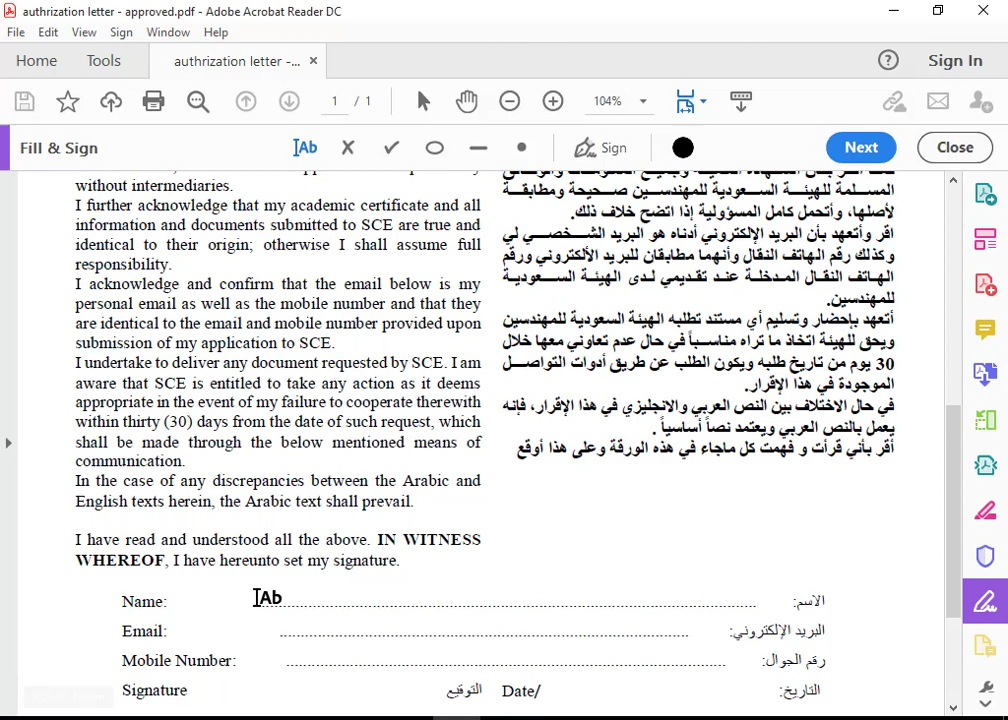 authrization letter - approved.pdf - Adobe Acrobat Reader DC
File Edit View Sign Window Help
Home Tools authrization letter -... ×
Sign In
1 / 1 104%
Fill & Sign
Ab Sign Next Close
without intermediaries.
I further acknowledge that my academic certificate and all
information and documents submitted to SCE are true and
identical to their origin; otherwise I shall assume full
responsibility.
I acknowledge and confirm that the email below is my
personal email as well as the mobile number and that they
are identical to the email and mobile number provided upon
submission of my application to SCE.
I undertake to deliver any document requested by SCE. I am
aware that SCE is entitled to take any action as it deems
appropriate in the event of my failure to cooperate therewith
within thirty (30) days from the date of such request, which
shall be made through the below mentioned means of
communication.
In the case of any discrepancies between the Arabic and
English texts herein, the Arabic text shall prevail.
I have read and understood all the above. IN WITNESS
WHEREOF, I have hereunto set my signature.
المسلمة للهيئة السعودية للمهندسين صحيحة ومطابقة
لأصلها، وأتحمل كامل المسؤولية إذا اتضح خلاف ذلك.
اقر وأتعهد بأن البريد الإلكتروني أدناه هو البريد الشخصي لي
وكذلك رقم الهاتف النقال وأنهما مطابقان للبريد الألكتروني ورقم
الهاتف النقال المدخلة عند تقديمي لدى الهيئة السعودية
للمهندسين.
أتعهد بإحضار وتسليم أي مستند تطلبه الهيئة السعودية للمهندسين
ويحق للهيئة اتخاذ ما تراه مناسباً في حال عدم تعاوني معها خلال
30 يوم من تاريخ طلبه ويكون الطلب عن طريق أدوات التواصل
الموجودة في هذا الإقرار.
في حال الاختلاف بين النص العربي والانجليزي في هذا الإقرار، فإنه
يعمل بالنص العربي ويعتمد نصاً أساسياً .
أقر بأني قرأت و فهمت كل ماجاء في هذه الورقة وعلى هذا أوقع
Name: Ab الاسم:
Email: البريد الإلكتروني:
Mobile Number: رقم الجوال:
Signature التوقيع Date/ التاريخ: